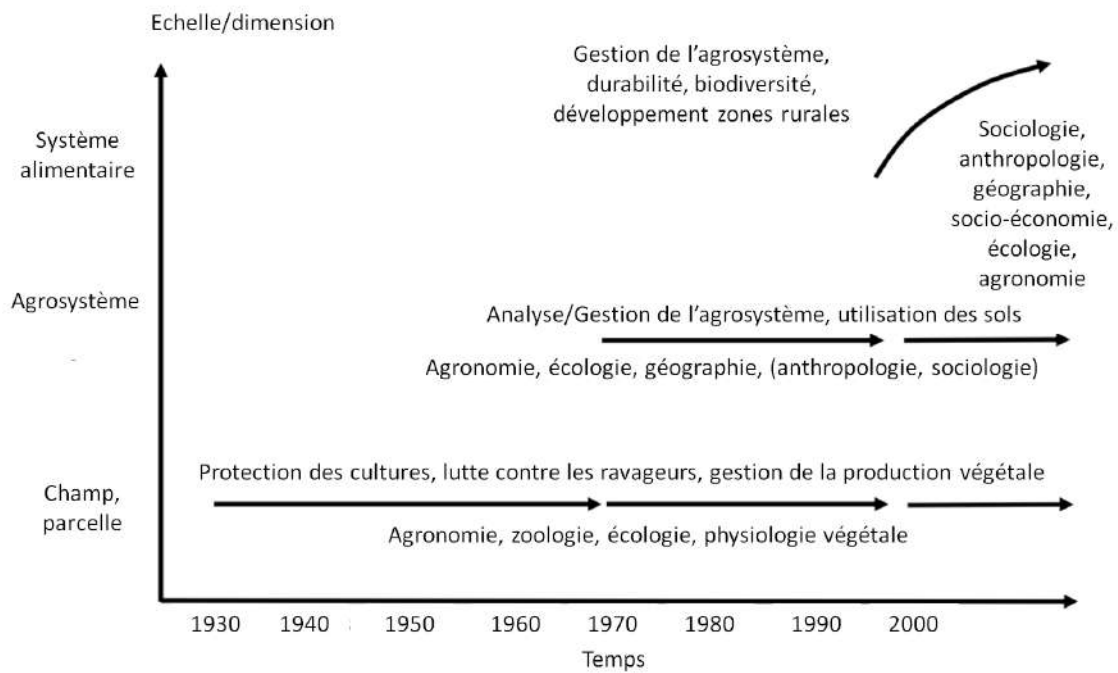 Echelle/dimension
Gestion de l'agrosystème,
durabilité, biodiversité,
développement zones rurales
Système
alimentaire
Sociologie,
anthropologie,
géographie,
socio-économie,
écologie,
agronomie
Agrosystème
Analyse/Gestion de l'agrosystème, utilisation des sols
Agronomie, écologie, géographie, (anthropologie, sociologie)
Champ,
parcelle
Protection des cultures, lutte contre les ravageurs, gestion de la production végétale
Agronomie, zoologie, écologie, physiologie végétale
1930 1940 1950 1960 1970 1980 1990 2000
Temps